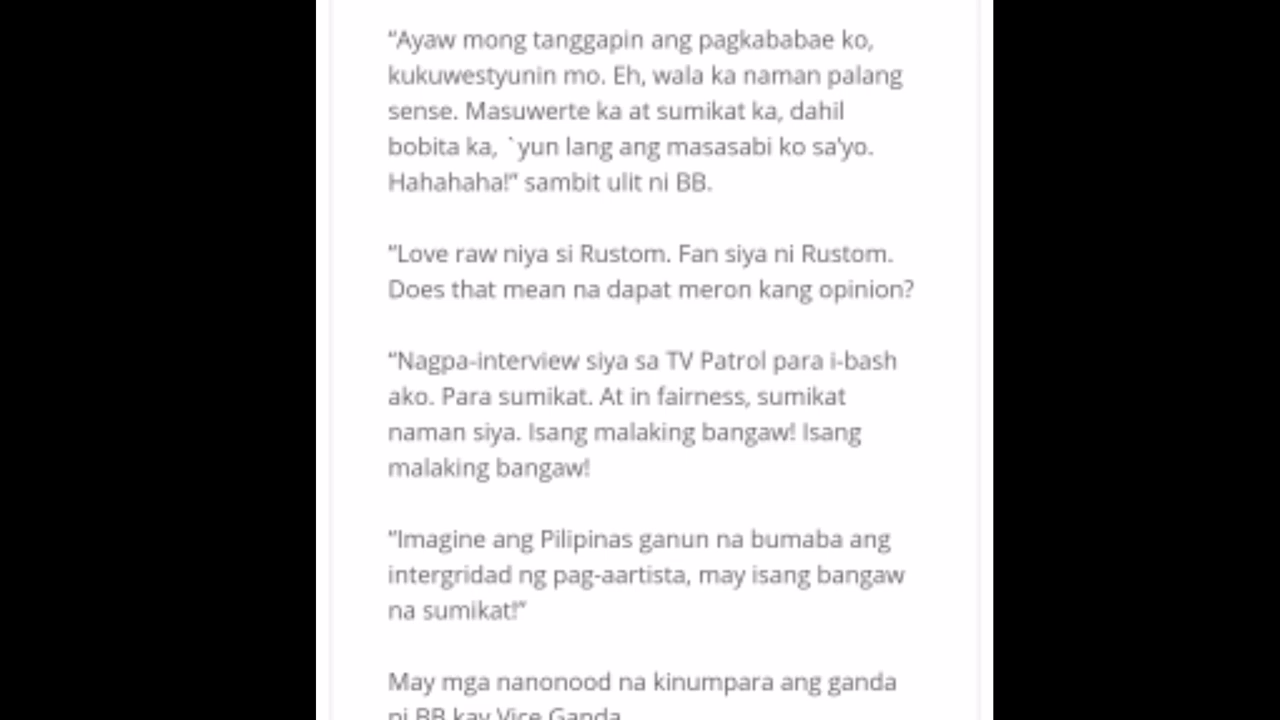 “Ayaw mong tanggapin ang pagkababae ko,
kukuwestyunin mo. Eh, wala ka naman palang
sense. Masuwerte ka at sumikat ka, dahil
bobita ka, `yun lang ang masasabi ko sa’yo.
Hahahaha!” sambit ulit ni BB.
“Love raw niya si Rustom. Fan siya ni Rustom.
Does that mean na dapat meron kang opinion?
“Nagpa-interview siya sa TV Patrol para i-bash
ako. Para sumikat. At in fairness, sumikat
naman siya. Isang malaking bangaw! Isang
malaking bangaw!
“Imagine ang Pilipinas ganun na bumaba ang
intergridad ng pag-aartista, may isang bangaw
na sumikat!”
May mga nanonood na kinumpara ang ganda
ni BB kay Vice Ganda